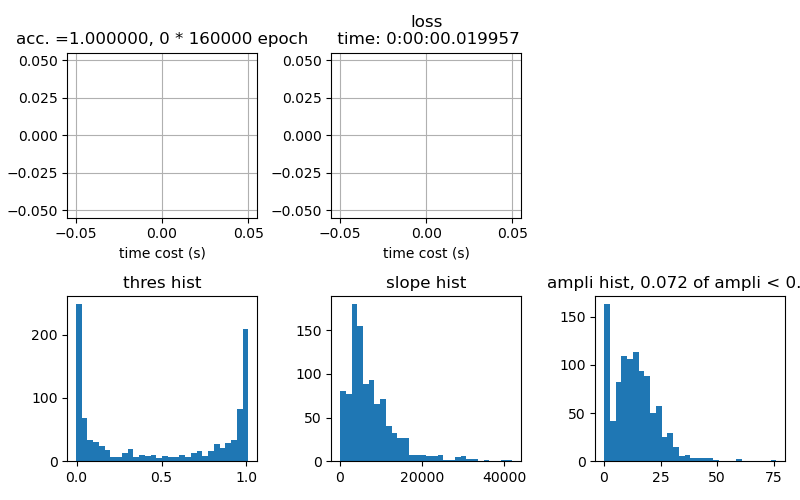 acc. =1.000000, 0 * 160000 epoch
0.050
0.025
0.000
−0.025
−0.050
−0.05 0.00 0.05
time cost (s)
loss
time: 0:00:00.019957
0.050
0.025
0.000
−0.025
−0.050
−0.05 0.00 0.05
time cost (s)
thres hist
200
100
0
0.0 0.5 1.0
slope hist
150
100
50
0
0 20000 40000
ampli hist, 0.072 of ampli < 0.
150
100
50
0
0 25 50 75